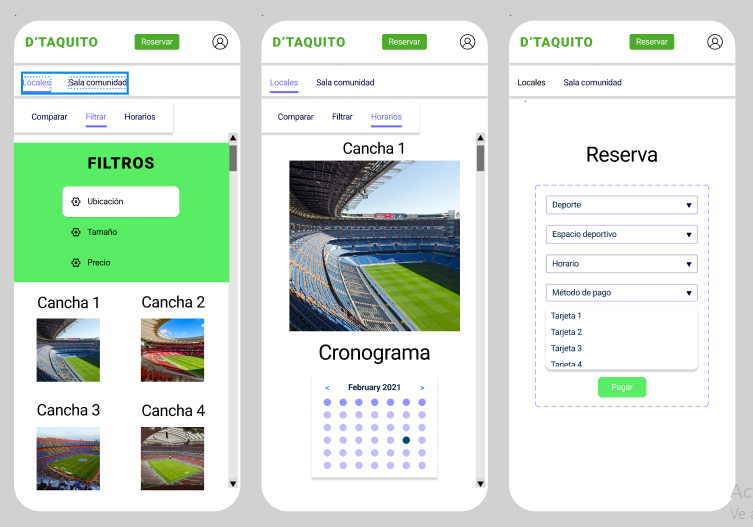 D'TAQUITO
Reservar
Locales
Sala comunidad
Comparar
Filtrar
Horarios
FILTROS
Ubicación
Tamaño
Precio
Cancha 1
Cancha 2
Cancha 3
Cancha 4
D'TAQUITO
Reservar
Locales
Sala comunidad
Comparar
Filtrar
Horarios
Cancha 1
Cronograma
< February 2021 >
D'TAQUITO
Reservar
Locales
Sala comunidad
Reserva
Deporte
Espacio deportivo
Horario
Método de pago
Tarjeta 1
Tarjeta 2
Tarjeta 3
Tarjeta 4
Pagar
Ac
Ve a